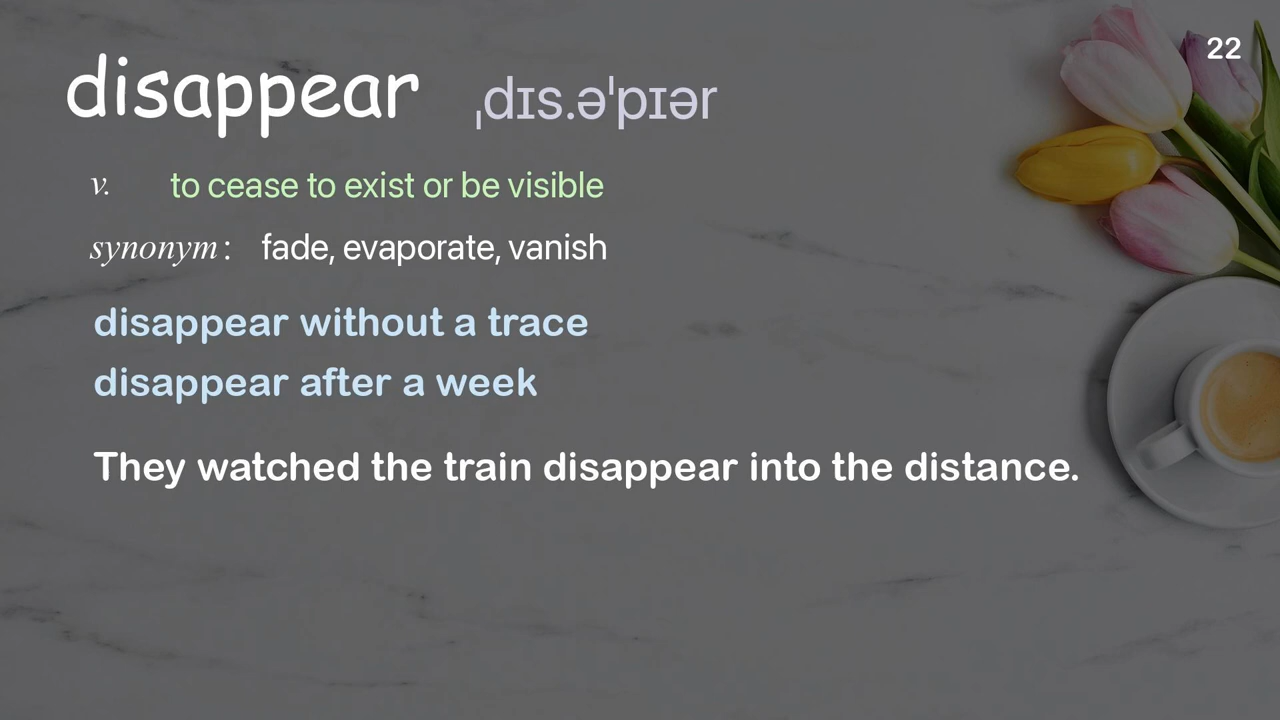 22
disappear ˌdɪs.əˈpɪər
v. to cease to exist or be visible
synonym: fade, evaporate, vanish
disappear without a trace
disappear after a week
They watched the train disappear into the distance.